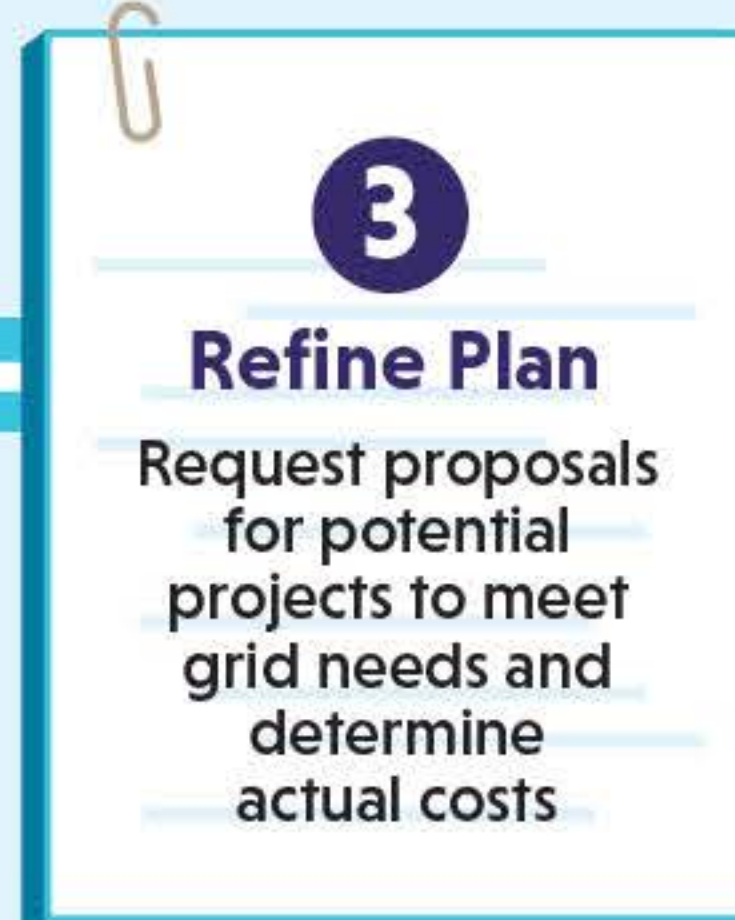 3
Refine Plan
Request proposals
for potential
projects to meet
grid needs and
determine
actual costs